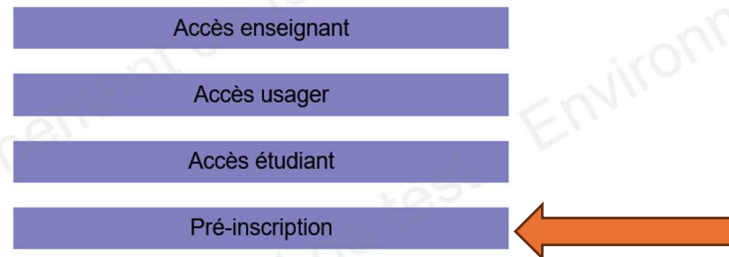 Accès enseignant
Accès usager
Accès étudiant
Pré-inscription